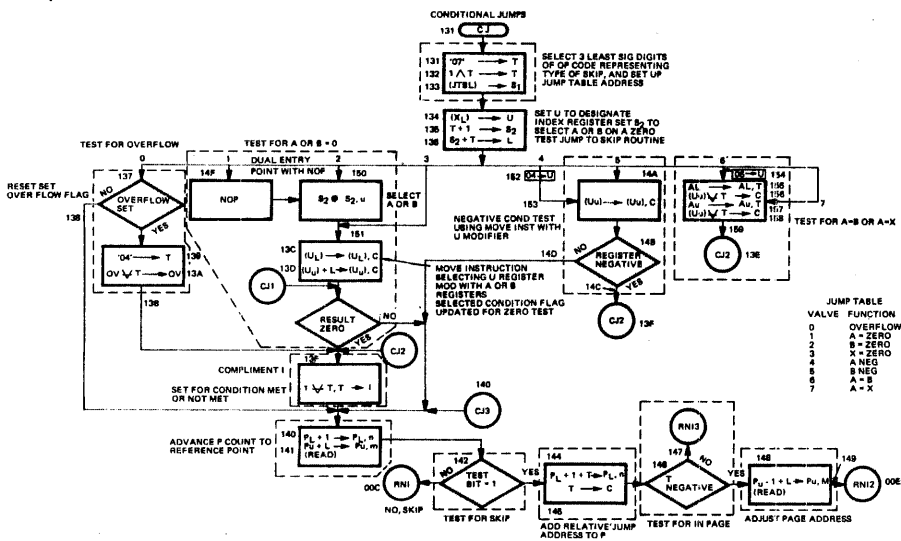 CONDITIONAL JUMPS
131 CJ
131 '07' → T
132 1 ∧ T → T
133 (JTBL) → S1
SELECT 3 LEAST SIG DIGITS
OF OP CODE REPRESENTING
TYPE OF SKIP, AND SET UP
JUMP TABLE ADDRESS
134 (XL) → U
135 T + 1 → S2
136 S2 + T → L
SET U TO DESIGNATE
INDEX REGISTER SET S2 TO
SELECT A OR B ON A ZERO
TEST JUMP TO SKIP ROUTINE
TEST FOR OVERFLOW
0
TEST FOR A OR B = 0
1
DUAL ENTRY
POINT WITH NOP
2
3
4
5
6
7
RESET SET
OVER FLOW FLAG
137
NO
OVERFLOW
SET
YES
138
'04' → T
139
OV ⊻ T → OV
13A
13B
14F
NOP
150
S2 ⊕ S2, u
SELECT
A OR B
151
13C (UL) → (UL), C
13D (Uu) + L → (Uu), C
MOVE INSTRUCTION
SELECTING U REGISTER
MOD WITH A OR B
REGISTERS
SELECTED CONDITION FLAG
UPDATED FOR ZERO TEST
CJ1
RESULT
ZERO
NO
YES
CJ2
13F
COMPLIMENT I
1 ⊻ T, T → I
SET FOR CONDITION MET
OR NOT MET
152 04 → U
153
NEGATIVE COND TEST
UBING MOVE INST WITH
U MODIFIER
14A
(Uu) → (Uu), C
14B
REGISTER
NEGATIVE
NO
14D
YES
14C
CJ2
13F
05 → U 154
AL → AL, T 155
(Uu) ⊻ T → C 156
Au → Au, T 157
(Uu) ⊻ T → C 158
159
TEST FOR A=B OR A=X
CJ2
13E
JUMP TABLE
VALVE FUNCTION
0 OVERFLOW
1 A = ZERO
2 B = ZERO
3 X = ZERO
4 A NEG
5 B NEG
6 A = B
7 A = X
140
CJ3
ADVANCE P COUNT TO
REFERENCE POINT
140 PL + 1 → PL, n
141 Pu + L → Pu, m
(READ)
00C
RNI
NO, SKIP
142
NO
TEST
BIT = 1
YES
TEST FOR SKIP
144
PL + 1 + T → PL, n
T → C
145
ADD RELATIVE JUMP
ADDRESS TO P
RNI3
147
NO
146
T
NEGATIVE
YES
TEST FOR IN PAGE
148
149
Pu - 1 + L → Pu, M
(READ)
ADJUST PAGE ADDRESS
RNI2
00E